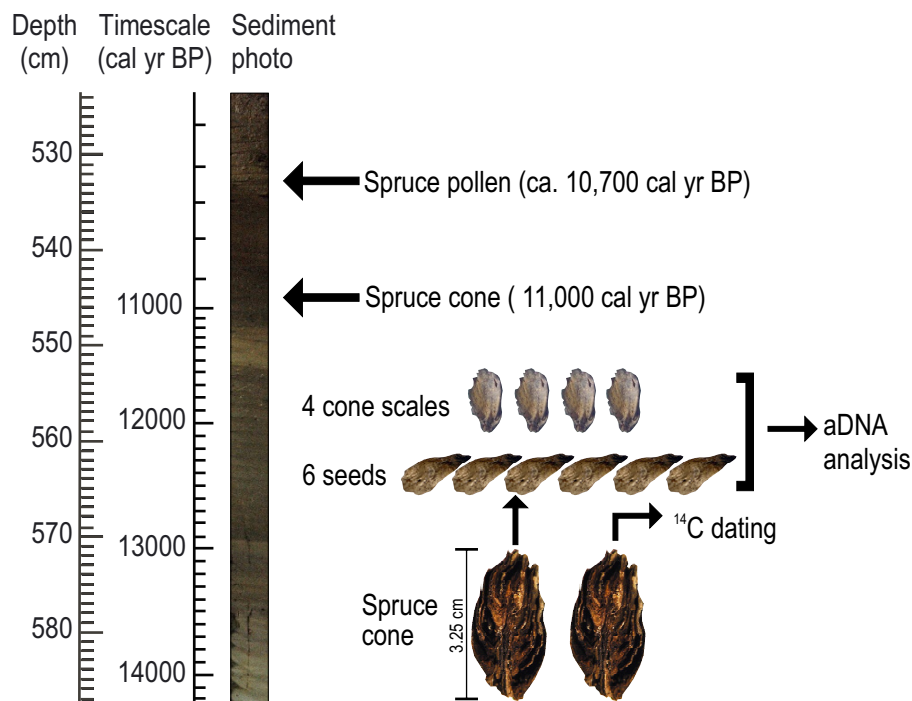 Depth
(cm)
Timescale
(cal yr BP)
Sediment
photo
530
540
550
560
570
580
11000
12000
13000
14000
Spruce pollen (ca. 10,700 cal yr BP)
Spruce cone ( 11,000 cal yr BP)
4 cone scales
6 seeds
aDNA
analysis
14C dating
Spruce
cone
3.25 cm